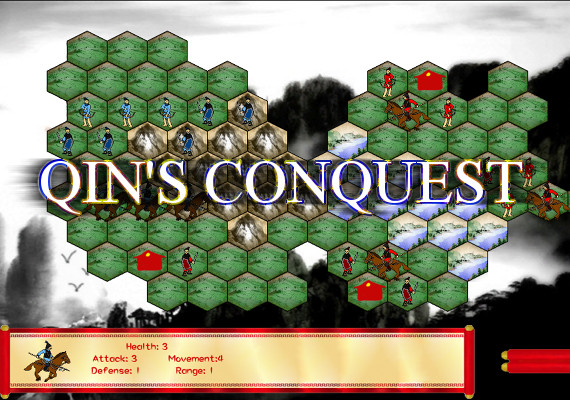 QIN'S CONQUEST
Health: 3
Attack: 3 Movement:4
Defense: 1 Range: 1